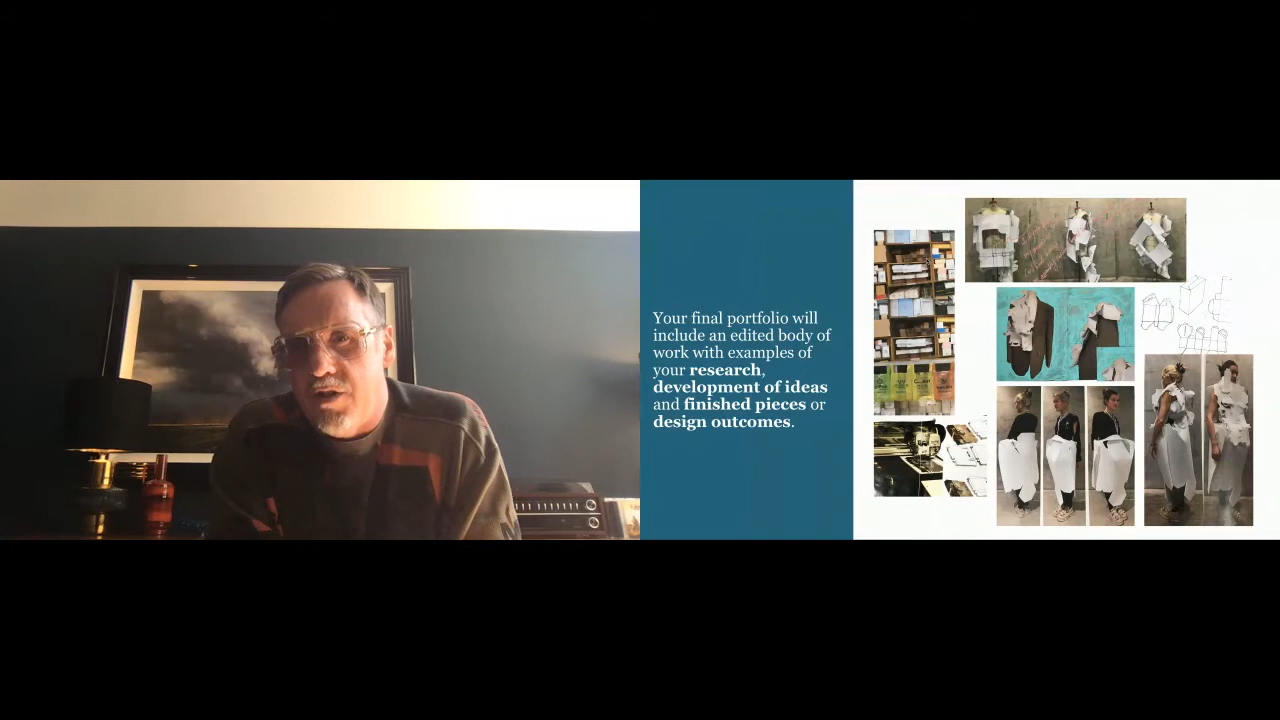 Your final portfolio will
include an edited body of
work with examples of
your research,
development of ideas
and finished pieces or
design outcomes.